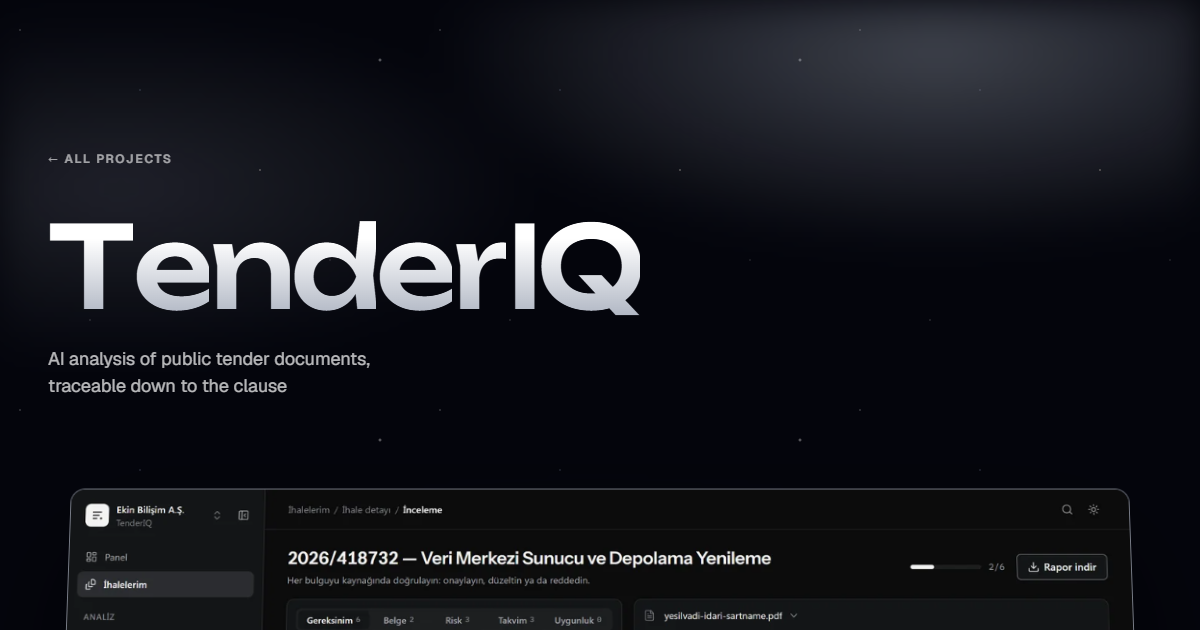 ← ALL PROJECTS
TenderIQ
AI analysis of public tender documents,
traceable down to the clause
Ekin Bilişim A.Ş.
TenderIQ
İhalelerim / İhale detayı / İnceleme
Panel
İhalelerim
ANALİZ
2026/418732 — Veri Merkezi Sunucu ve Depolama Yenileme
Her bulguyu kaynağında doğrulayın: onaylayın, düzeltin ya da reddedin.
2/6
Rapor indir
Gereksinim 6 Belge 2 Risk 3 Takvim 3 Uygunluk 0
yesilvadi-idari-sartname.pdf